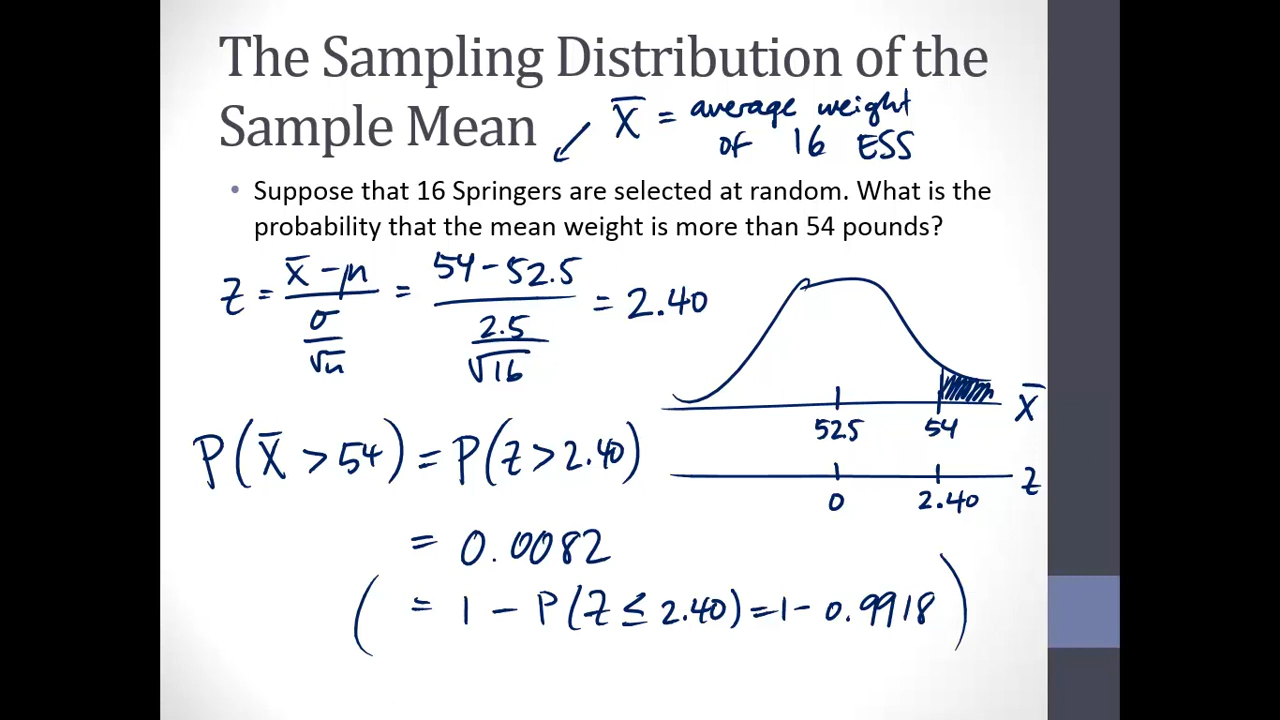 The Sampling Distribution of the
Sample Mean
X̄ = average weight
of 16 ESS
• Suppose that 16 Springers are selected at random. What is the
probability that the mean weight is more than 54 pounds?
Z = (x̄ - μ)/(σ/√n) = (54 - 52.5)/(2.5/√16) = 2.40
52.5 54 X̄
0 2.40 Z
P(X̄ > 54) = P(Z > 2.40)
= 0.0082
( = 1 - P(Z ≤ 2.40) = 1 - 0.9918 )